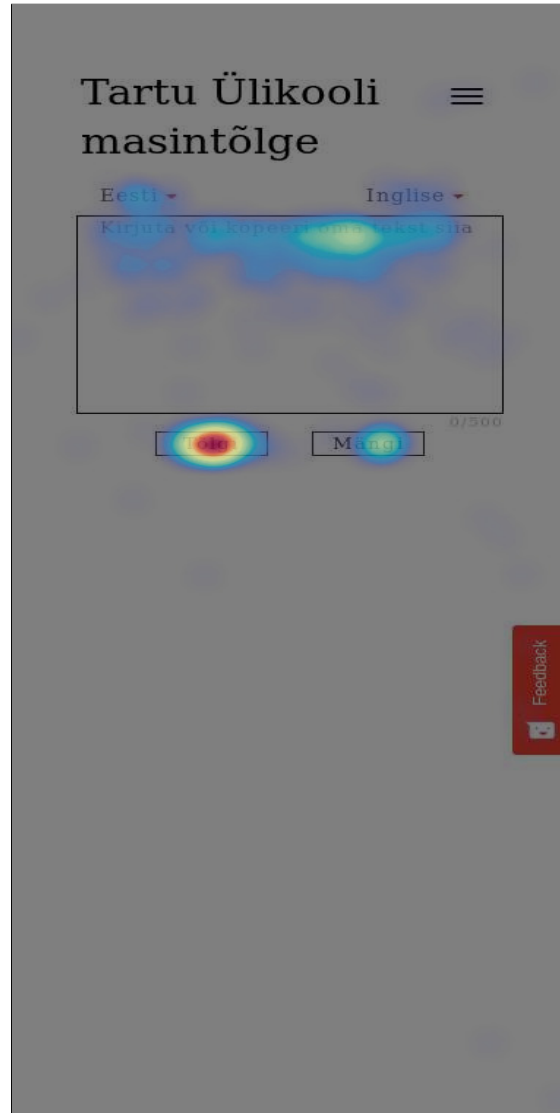 Tartu Ülikooli
masintõlge
Eesti
Inglise
Kirjuta või kopeeri oma tekst siia
0/500
Tõlgi
Mängi
Feedback